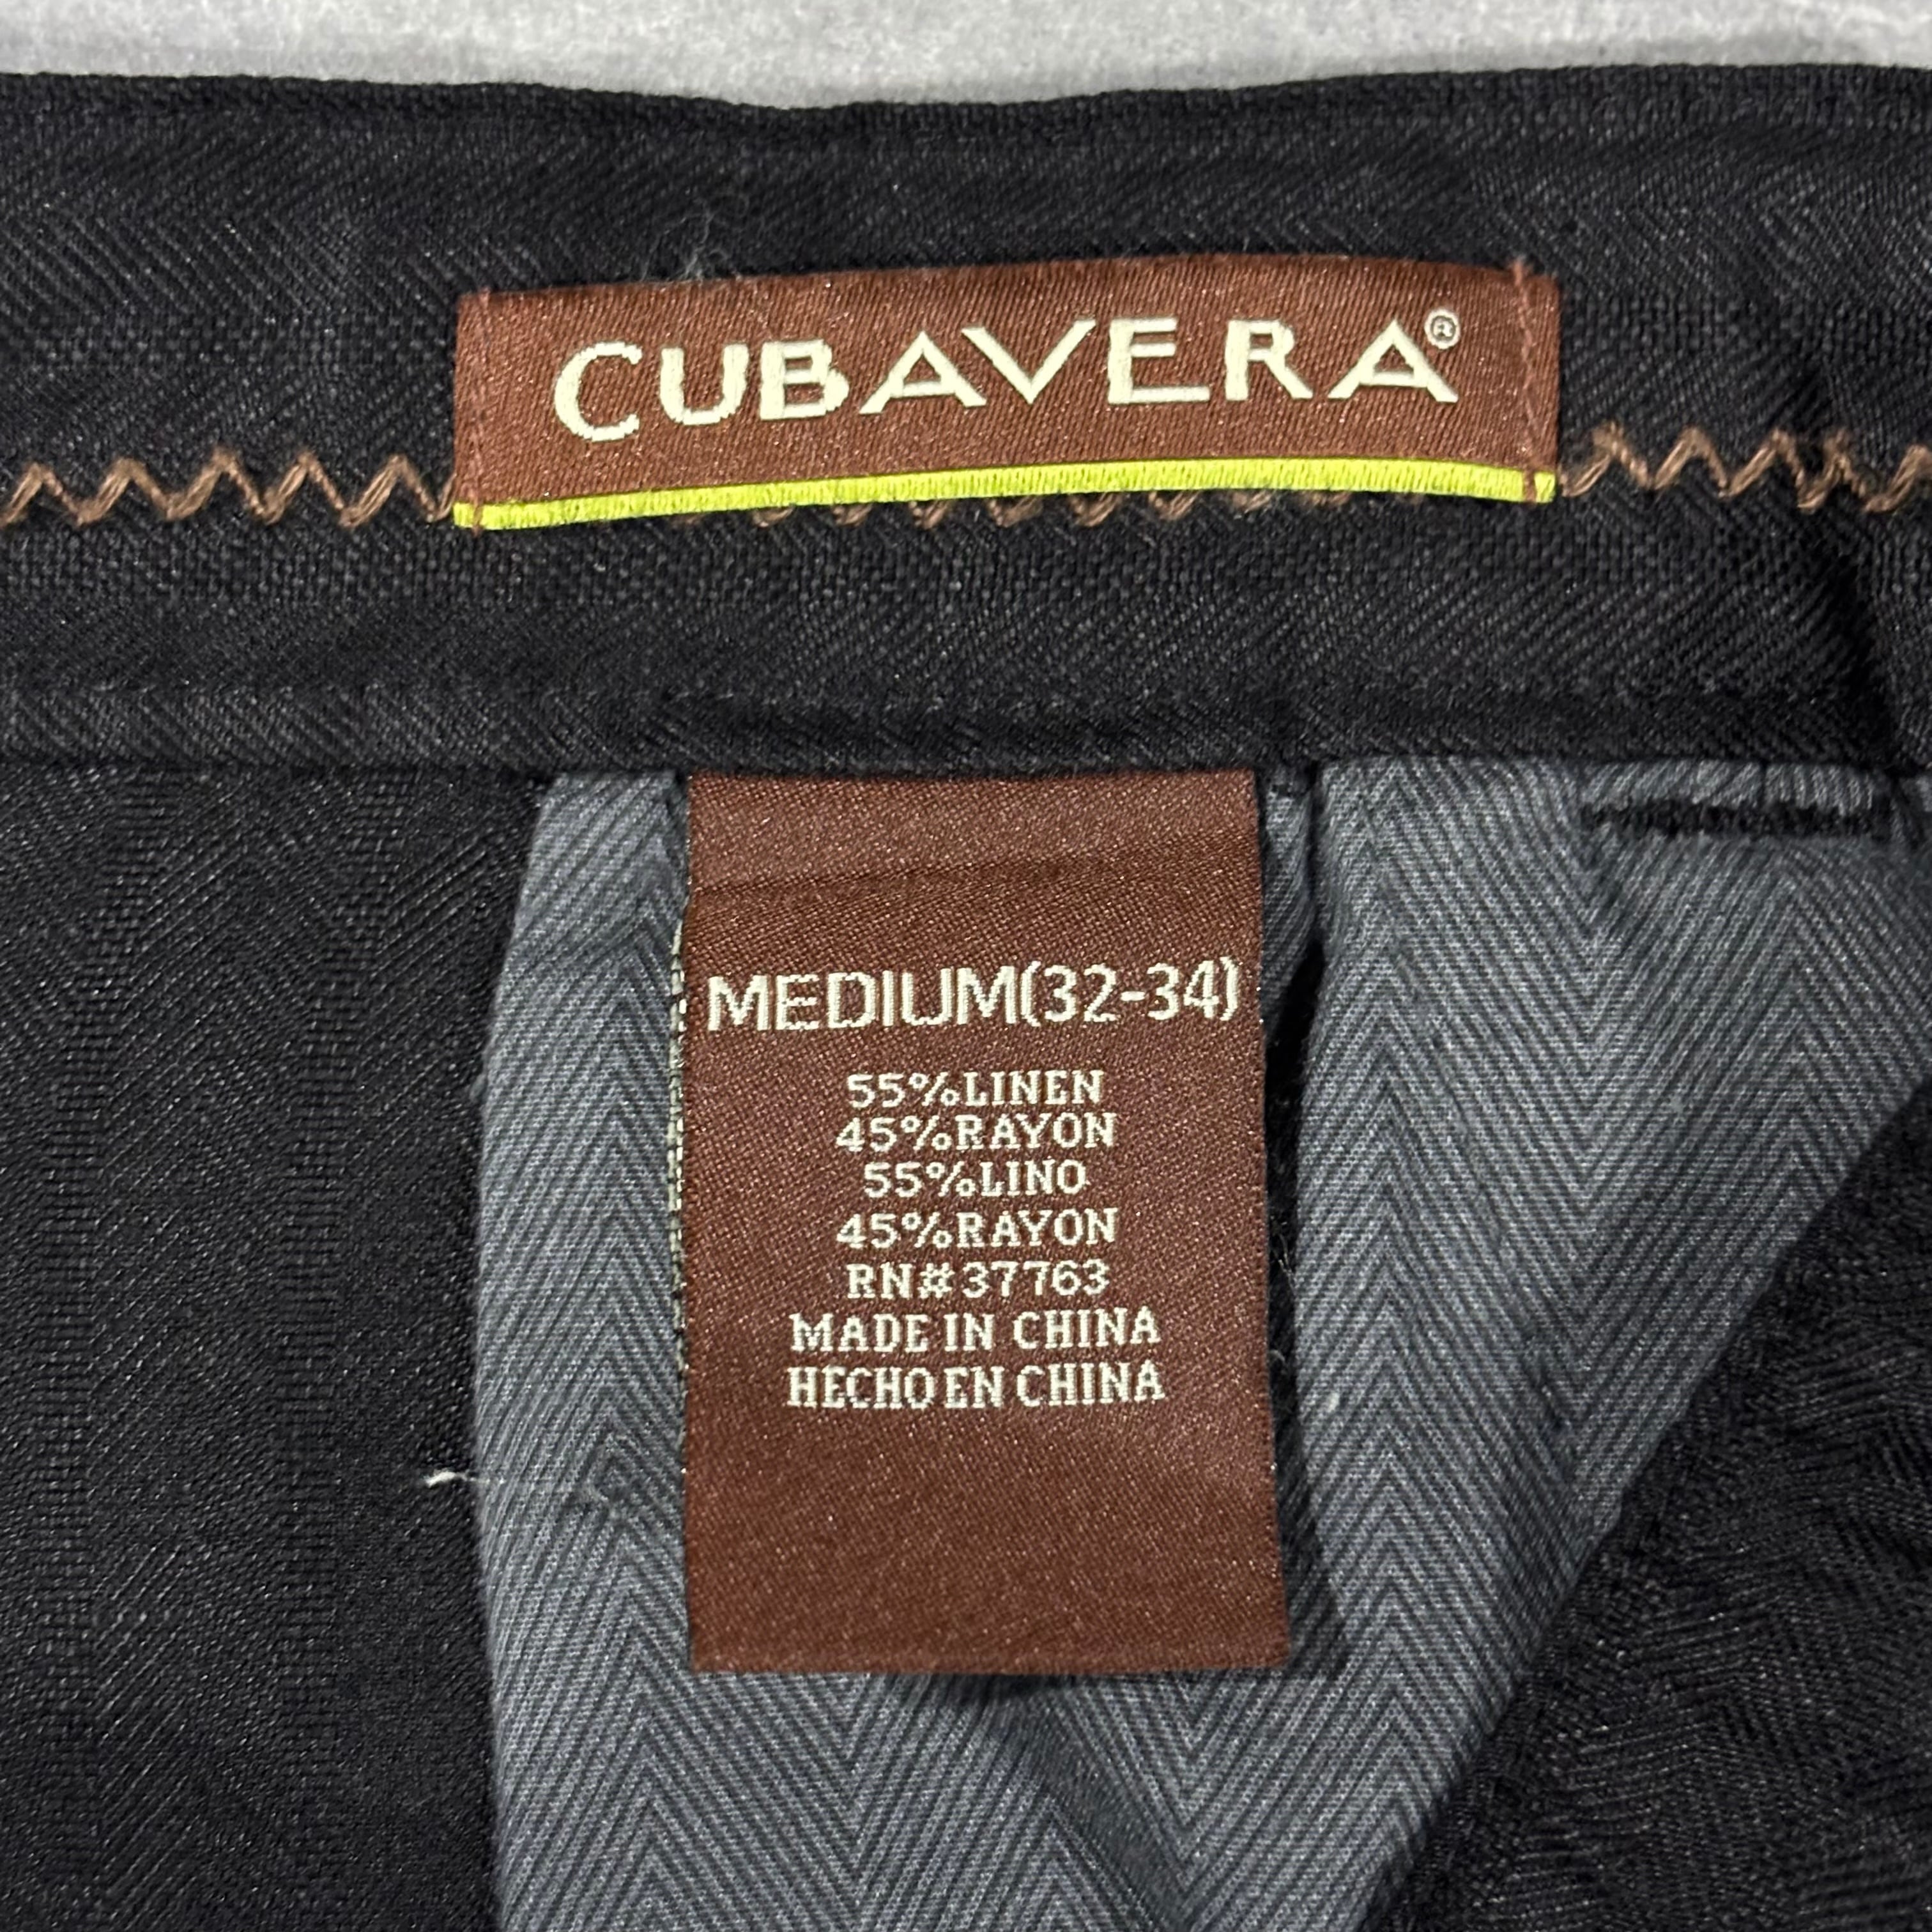 CUBAVERA®
MEDIUM(32-34)
55%LINEN
45%RAYON
55%LINO
45%RAYON
RN#37763
MADE IN CHINA
HECHO EN CHINA